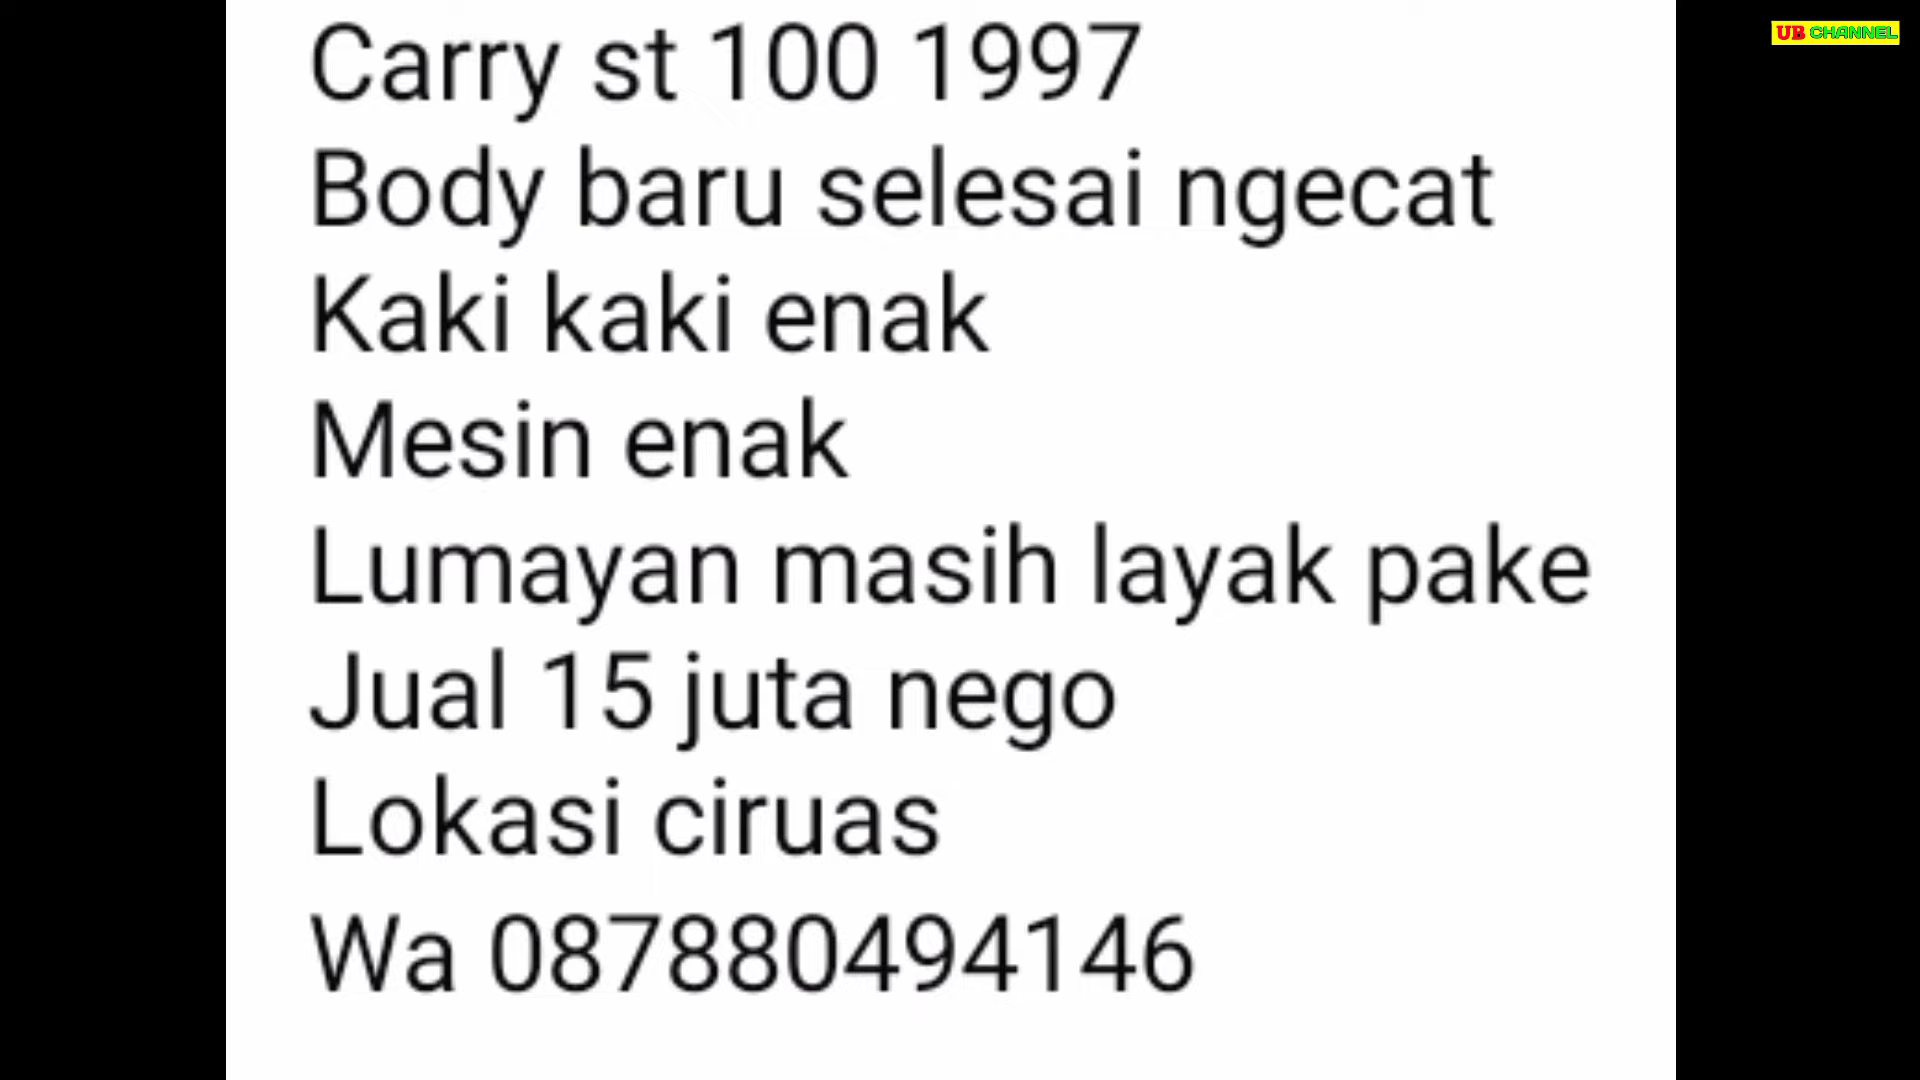 UB CHANNEL
Carry st 100 1997
Body baru selesai ngecat
Kaki kaki enak
Mesin enak
Lumayan masih layak pake
Jual 15 juta nego
Lokasi ciruas
Wa 087880494146